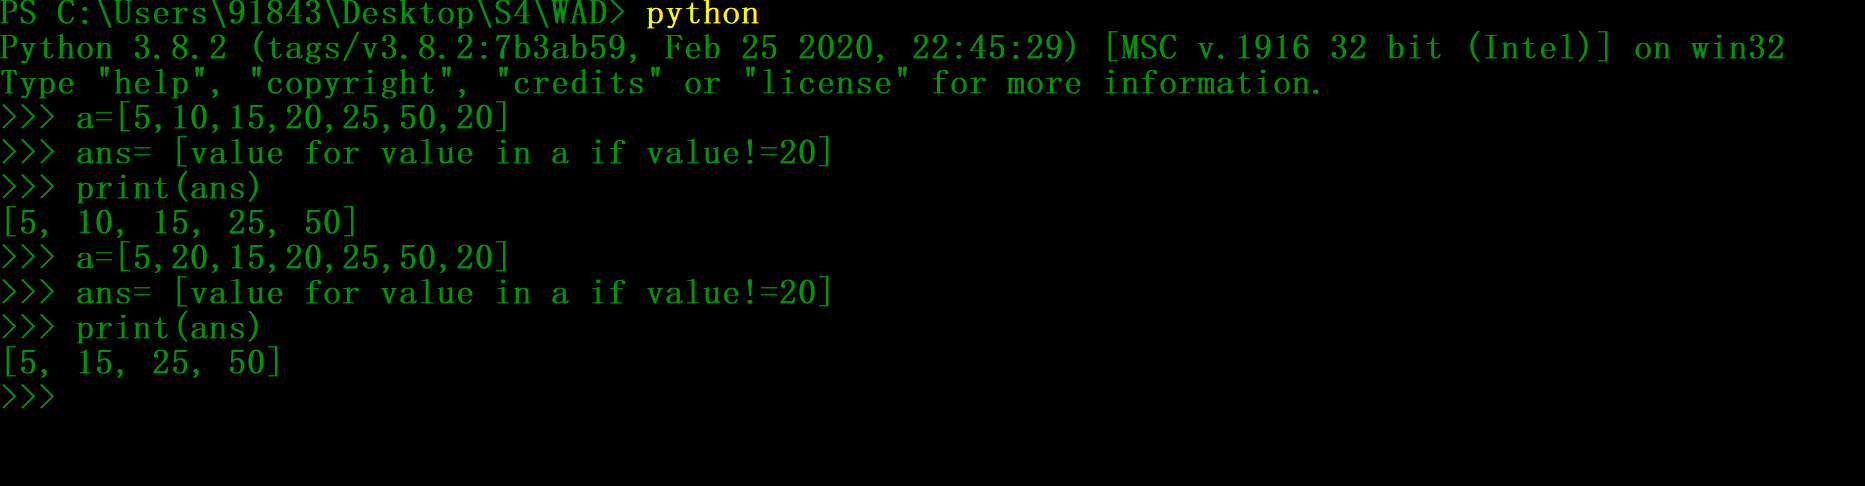 PS C:\Users\91843\Desktop\S4\WAD> python
Python 3.8.2 (tags/v3.8.2:7b3ab59, Feb 25 2020, 22:45:29) [MSC v.1916 32 bit (Intel)] on win32
Type "help", "copyright", "credits" or "license" for more information.
>>> a=[5,10,15,20,25,50,20]
>>> ans= [value for value in a if value!=20]
>>> print(ans)
[5, 10, 15, 25, 50]
>>> a=[5,20,15,20,25,50,20]
>>> ans= [value for value in a if value!=20]
>>> print(ans)
[5, 15, 25, 50]
>>>